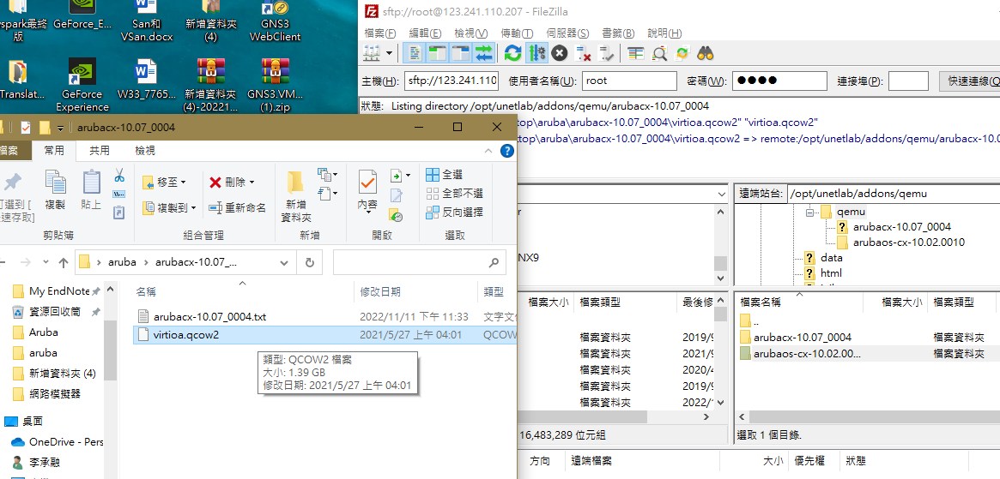 yspark最終
版
GeForce_E...
San和
VSan.docx
新增資料夾
(4)
GNS3
WebClient
Translat...
GeForce
Experience
W33_7765...
新增資料夾
(4)-20221...
GNS3.VM...
(1).zip
sftp://root@123.241.110.207 - FileZilla
檔案(F) 編輯(E) 檢視(V) 傳輸(T) 伺服器(S) 書籤(B) 說明(H)
主機(H): sftp://123.241.110 使用者名稱(U): root 密碼(W): ●●●● 連接埠(P): 快速連線(Q
狀態: Listing directory /opt/unetlab/addons/qemu/arubacx-10.07_0004
top\aruba\arubacx-10.07_0004\virtioa.qcow2" "virtioa.qcow2"
top\aruba\arubacx-10.07_0004\virtioa.qcow2 => remote:/opt/unetlab/addons/qemu/arubacx-10.0
arubacx-10.07_0004
檔案 常用 共用 檢視
釘選到 [
快速存取]
複製
貼上
剪貼簿
移至
複製到
刪除
重新命名
組合管理
新增
資料夾
新增
內容
開啟
全選
全部不選
反向選擇
選取
aruba › arubacx-10.07_...
My EndNote
資源回收筒
Aruba
aruba
新增資料夾 (4)
網路模擬器
桌面
OneDrive - Pers
李承融
名稱 修改日期 類型
arubacx-10.07_0004.txt 2022/11/11 下午 11:33 文字文
virtioa.qcow2 2021/5/27 上午 04:01 QCOW
類型: QCOW2 檔案
大小: 1.39 GB
修改日期: 2021/5/27 上午 04:01
NX9
檔案大小 檔案類型 最後修
檔案資料夾 2019/9
檔案資料夾 2021/9
檔案資料夾 2020/4
檔案資料夾 2019/9
檔案資料夾 2022/1
16,483,289 位元組
遠端站台: /opt/unetlab/addons/qemu
qemu
arubacx-10.07_0004
arubaos-cx-10.02.0010
data
html
檔案名稱 檔案大小 檔案類型
..
arubacx-10.07_0004 檔案資料夾
arubaos-cx-10.02.00... 檔案資料夾
選取 1 個目錄.
方向 遠端檔案 大小 優先權 狀態